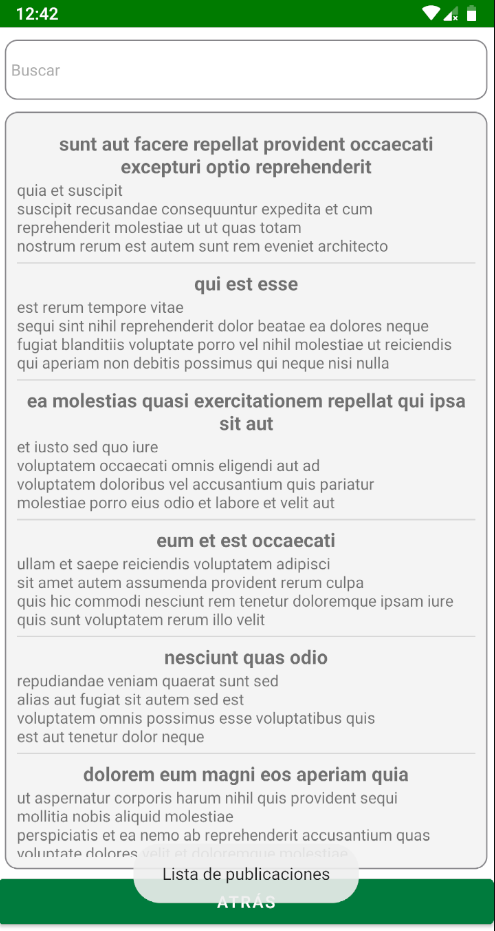 12:42
Buscar
sunt aut facere repellat provident occaecati
excepturi optio reprehenderit
quia et suscipit
suscipit recusandae consequuntur expedita et cum
reprehenderit molestiae ut ut quas totam
nostrum rerum est autem sunt rem eveniet architecto
qui est esse
est rerum tempore vitae
sequi sint nihil reprehenderit dolor beatae ea dolores neque
fugiat blanditiis voluptate porro vel nihil molestiae ut reiciendis
qui aperiam non debitis possimus qui neque nisi nulla
ea molestias quasi exercitationem repellat qui ipsa
sit aut
et iusto sed quo iure
voluptatem occaecati omnis eligendi aut ad
voluptatem doloribus vel accusantium quis pariatur
molestiae porro eius odio et labore et velit aut
eum et est occaecati
ullam et saepe reiciendis voluptatem adipisci
sit amet autem assumenda provident rerum culpa
quis hic commodi nesciunt rem tenetur doloremque ipsam iure
quis sunt voluptatem rerum illo velit
nesciunt quas odio
repudiandae veniam quaerat sunt sed
alias aut fugiat sit autem sed est
voluptatem omnis possimus esse voluptatibus quis
est aut tenetur dolor neque
dolorem eum magni eos aperiam quia
ut aspernatur corporis harum nihil quis provident sequi
mollitia nobis aliquid molestiae
perspiciatis et ea nemo ab reprehenderit accusantium quas
voluptate dolores velit et doloremque molestiae
Lista de publicaciones
ATRÁS